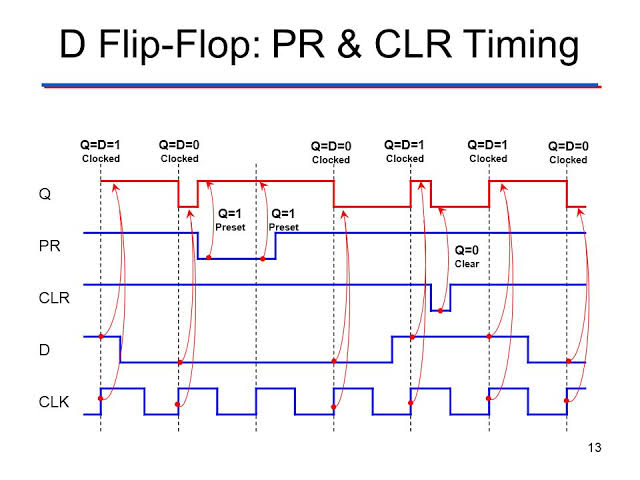 D Flip-Flop: PR & CLR Timing
Q=D=1 Q=D=0 Q=D=0 Q=D=1 Q=D=1 Q=D=0
Clocked Clocked Clocked Clocked Clocked Clocked
Q
Q=1 Q=1
Preset Preset
PR
Q=0
Clear
CLR
D
CLK
13